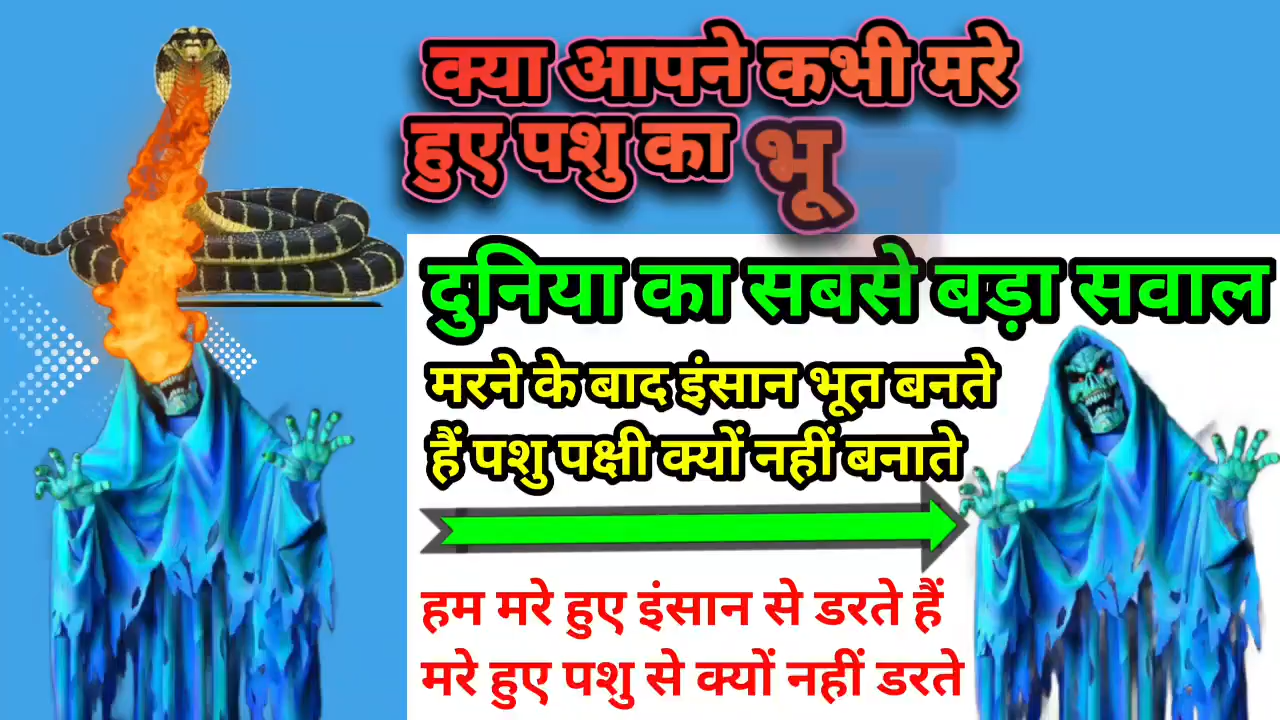 क्या आपने कभी मरे
हुए पशु का भू
दुनिया का सबसे बड़ा सवाल
मरने के बाद इंसान भूत बनते
हैं पशु पक्षी क्यों नहीं बनाते
हम मरे हुए इंसान से डरते हैं
मरे हुए पशु से क्यों नहीं डरते